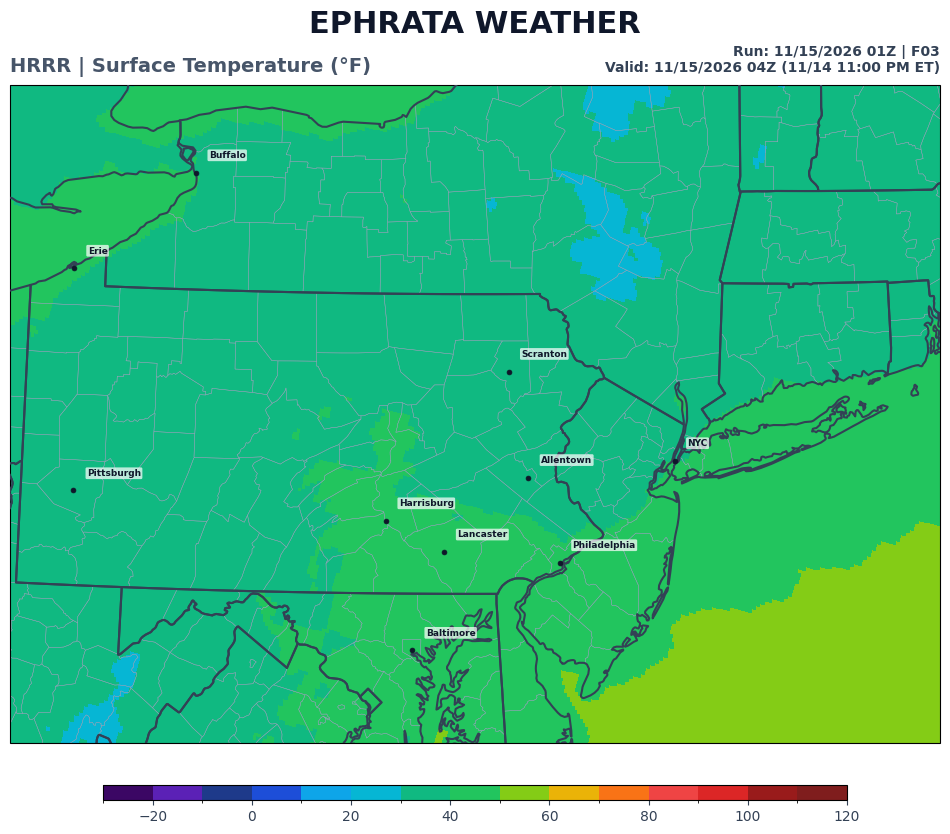 EPHRATA WEATHER
HRRR | Surface Temperature (°F)
Run: 11/15/2026 01Z | F03
Valid: 11/15/2026 04Z (11/14 11:00 PM ET)
Buffalo
Erie
Scranton
NYC
Allentown
Pittsburgh
Harrisburg
Lancaster
Philadelphia
Baltimore
−20 0 20 40 60 80 100 120